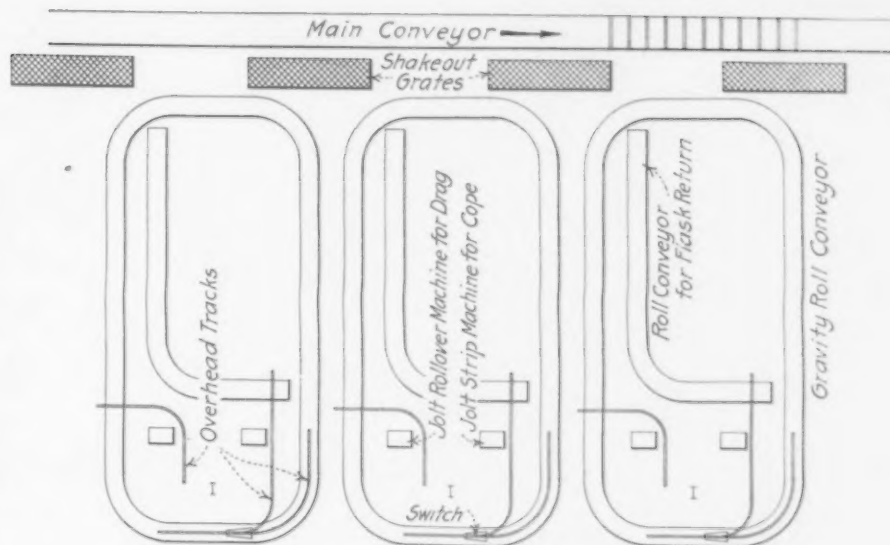 Main Conveyor
Shakeout
Grates
Overhead Tracks
Jolt Rollover Machine for Drag
Jolt Strip Machine for Cope
Roll Conveyor
for Flask Return
Gravity Roll Conveyor
I
I
I
Switch